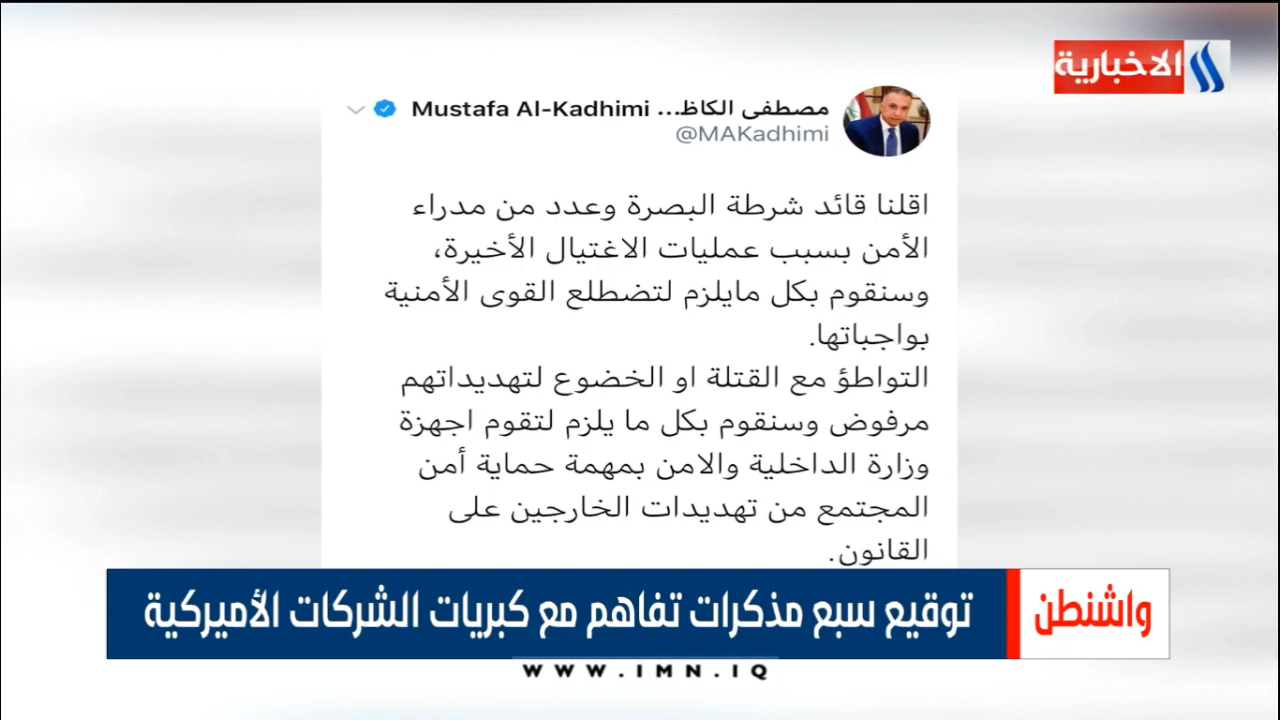 الاخبارية
مصطفى الكاظ... Mustafa Al-Kadhimi
@MAKadhimi
اقلنا قائد شرطة البصرة وعدد من مدراء
الأمن بسبب عمليات الاغتيال الأخيرة،
وسنقوم بكل مايلزم لتضطلع القوى الأمنية
بواجباتها.
التواطؤ مع القتلة او الخضوع لتهديداتهم
مرفوض وسنقوم بكل ما يلزم لتقوم اجهزة
وزارة الداخلية والامن بمهمة حماية أمن
المجتمع من تهديدات الخارجين على
القانون.
واشنطن
توقيع سبع مذكرات تفاهم مع كبريات الشركات الأميركية
WWW.IMN.IQ